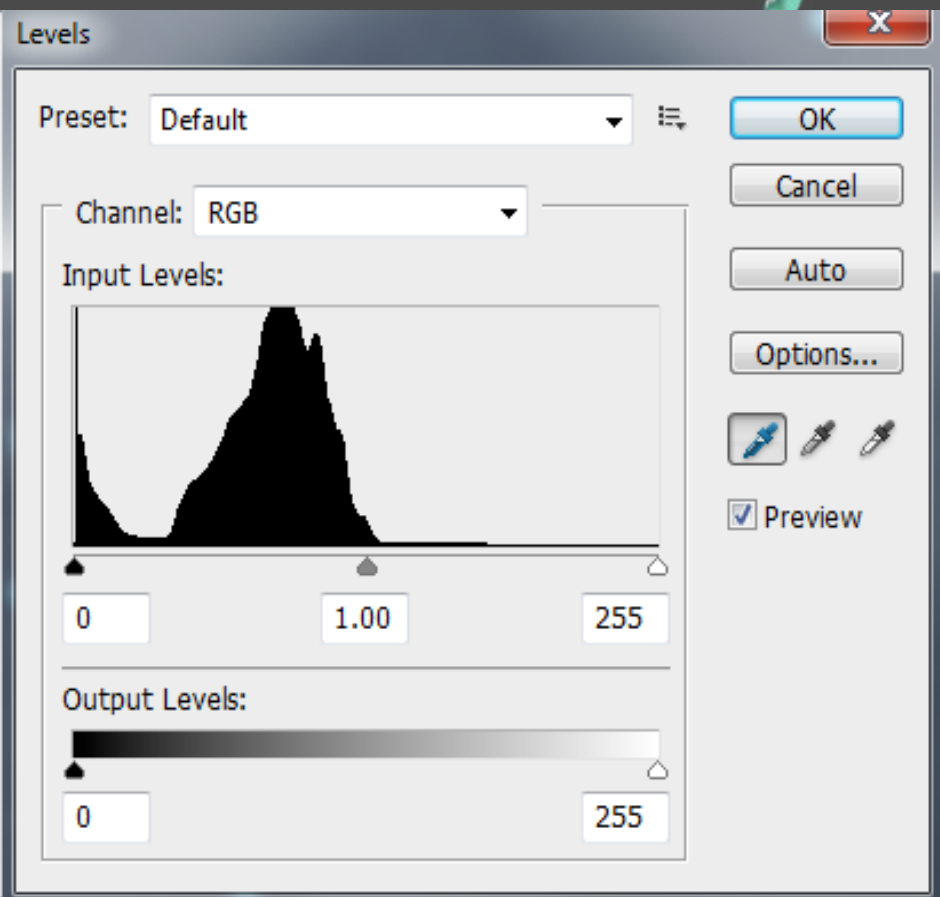 Levels
Preset: Default
OK
Cancel
Channel: RGB
Input Levels:
Auto
Options...
Preview
0 1.00 255
Output Levels:
0 255